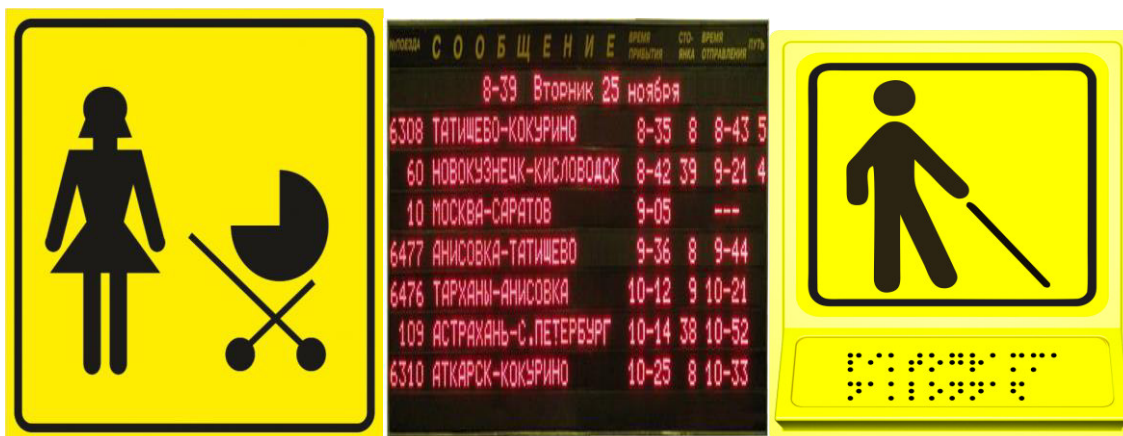 №ПОЕЗДА СООБЩЕНИЕ ВРЕМЯ ПРИБЫТИЯ СТО-ЯНКА ВРЕМЯ ОТПРАВЛЕНИЯ ПУТЬ
8-39 Вторник 25 ноября
6308 ТАТИЩЕВО-КОКУРИНО 8-35 8 8-43 5
60 НОВОКУЗНЕЦК-КИСЛОВОДСК 8-42 39 9-21 4
10 МОСКВА-САРАТОВ 9-05 ---
6477 АНИСОВКА-ТАТИЩЕВО 9-36 8 9-44
6476 ТАРХАНЫ-АНИСОВКА 10-12 9 10-21
109 АСТРАХАНЬ-С.ПЕТЕРБУРГ 10-14 38 10-52
6310 АТКАРСК-КОКУРИНО 10-25 8 10-33